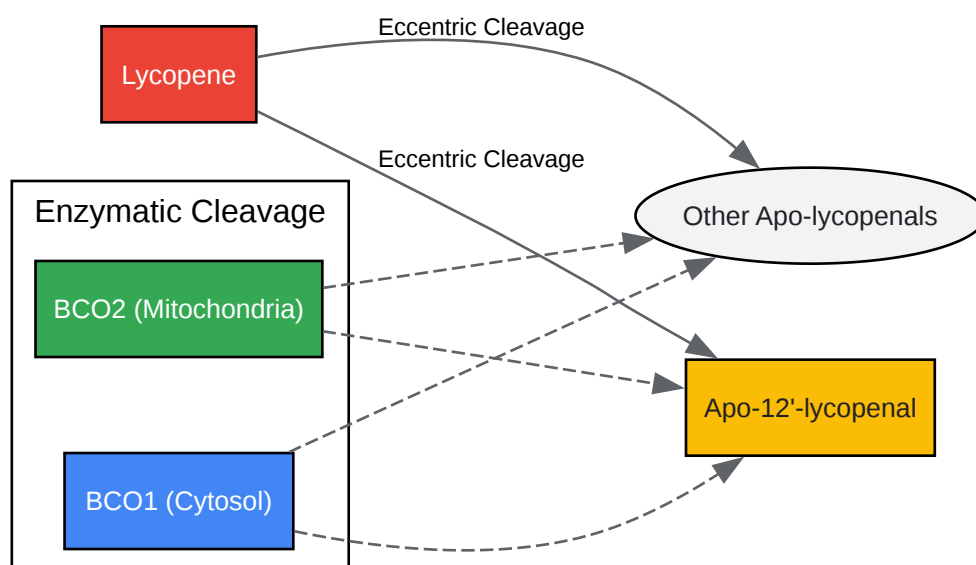 Eccentric Cleavage
Lycopene
Eccentric Cleavage
Enzymatic Cleavage
Other Apo-lycopenals
BCO2 (Mitochondria)
Apo-12'-lycopenal
BCO1 (Cytosol)